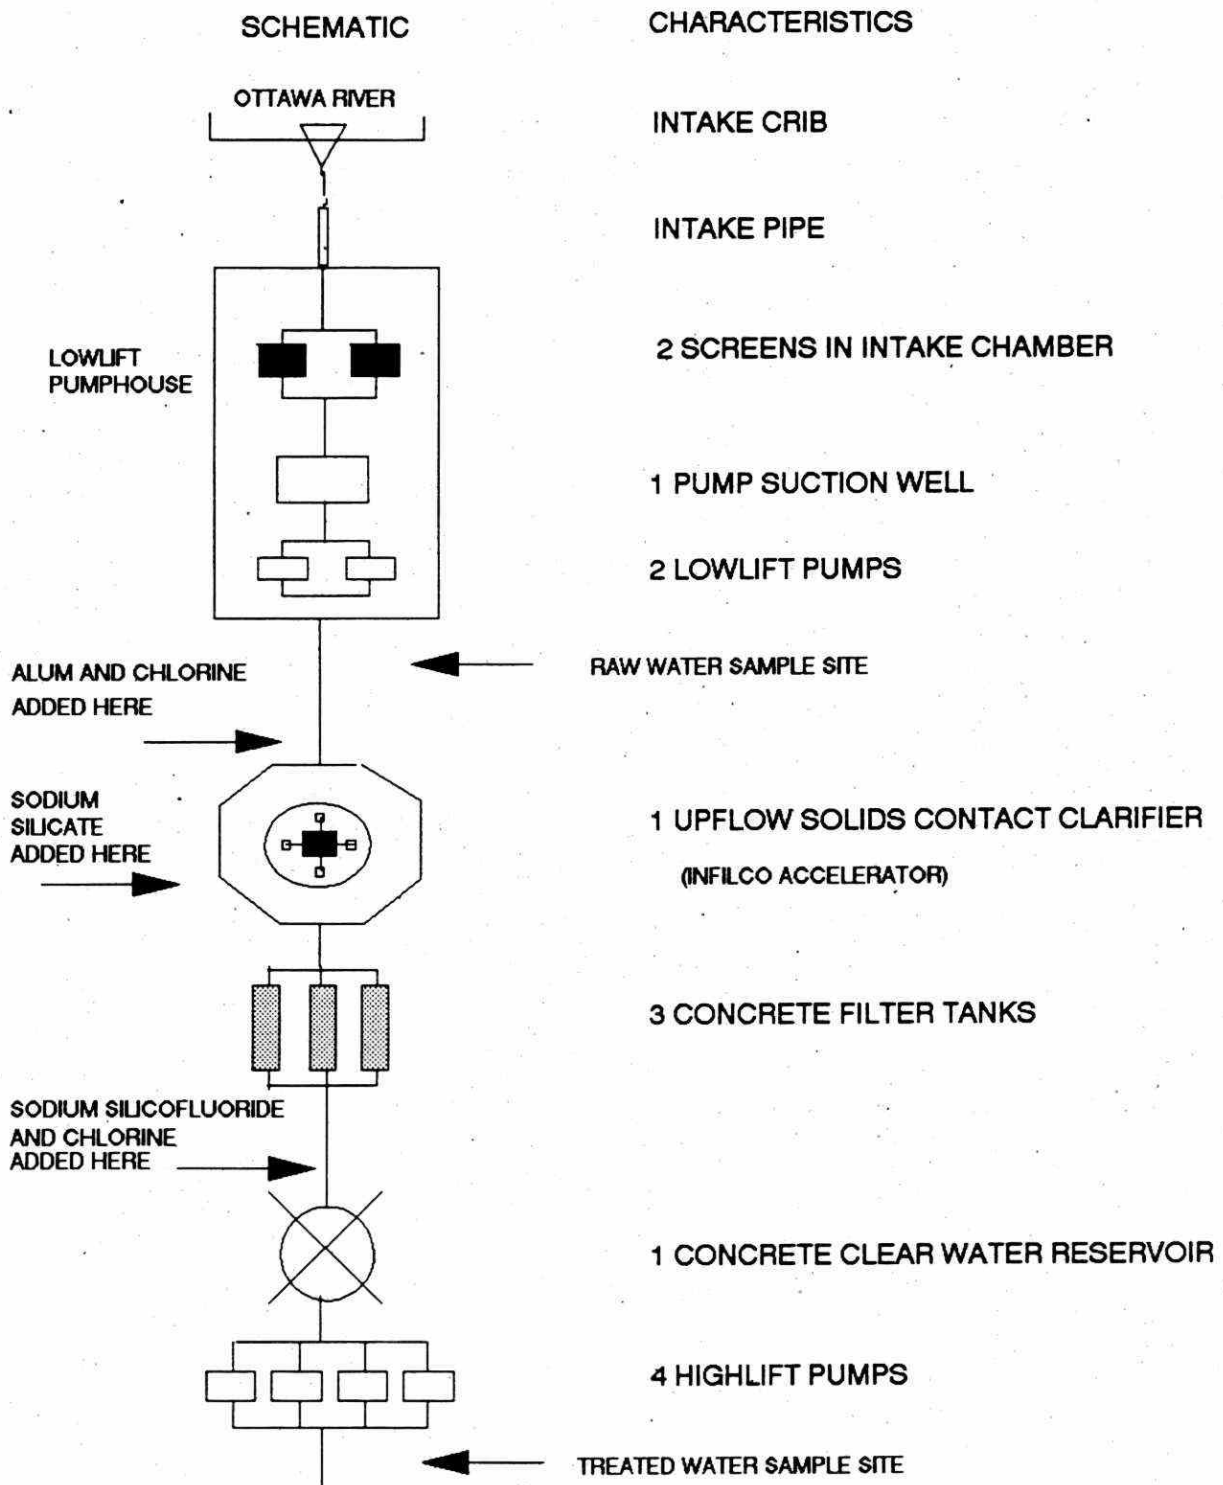 SCHEMATIC
CHARACTERISTICS
OTTAWA RIVER
INTAKE CRIB
INTAKE PIPE
LOWLIFT
PUMPHOUSE
2 SCREENS IN INTAKE CHAMBER
1 PUMP SUCTION WELL
2 LOWLIFT PUMPS
RAW WATER SAMPLE SITE
ALUM AND CHLORINE
ADDED HERE
SODIUM
SILICATE
ADDED HERE
1 UPFLOW SOLIDS CONTACT CLARIFIER
(INFILCO ACCELERATOR)
3 CONCRETE FILTER TANKS
SODIUM SILICOFLUORIDE
AND CHLORINE
ADDED HERE
1 CONCRETE CLEAR WATER RESERVOIR
4 HIGHLIFT PUMPS
TREATED WATER SAMPLE SITE